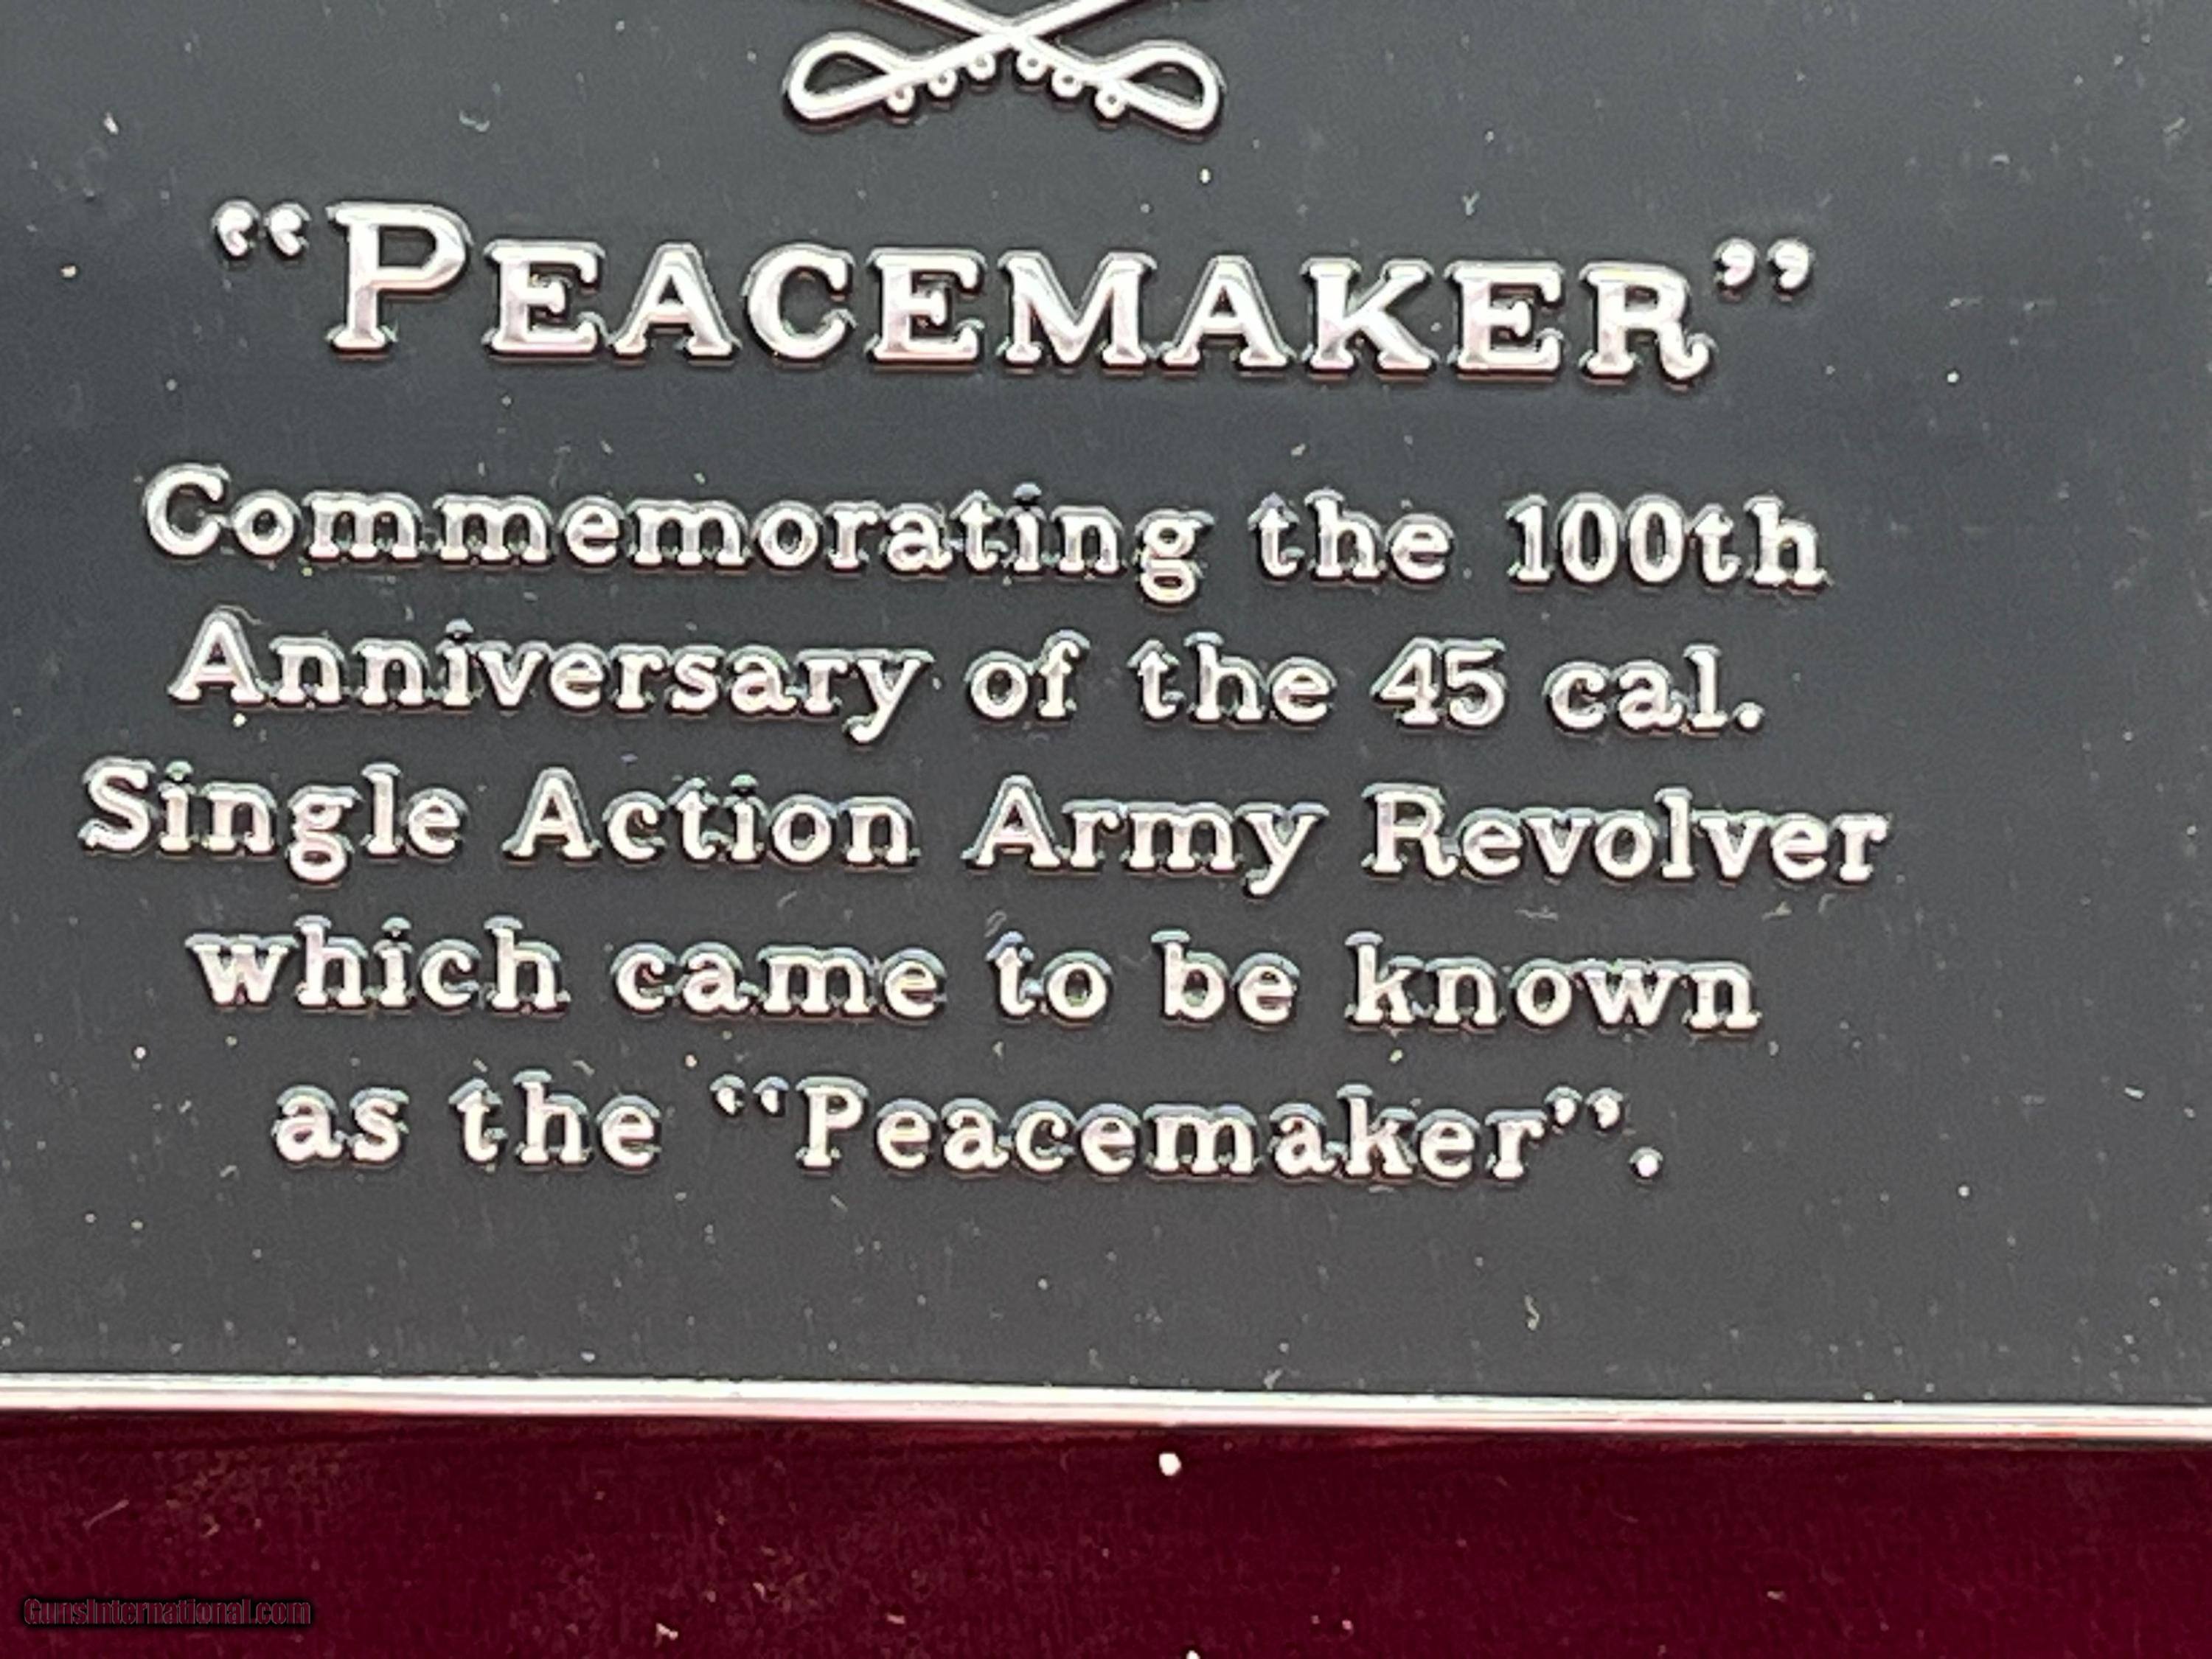 “PEACEMAKER”
Commemorating the 100th
Anniversary of the 45 cal.
Single Action Army Revolver
which came to be known
as the “Peacemaker”.
GunsInternational.com